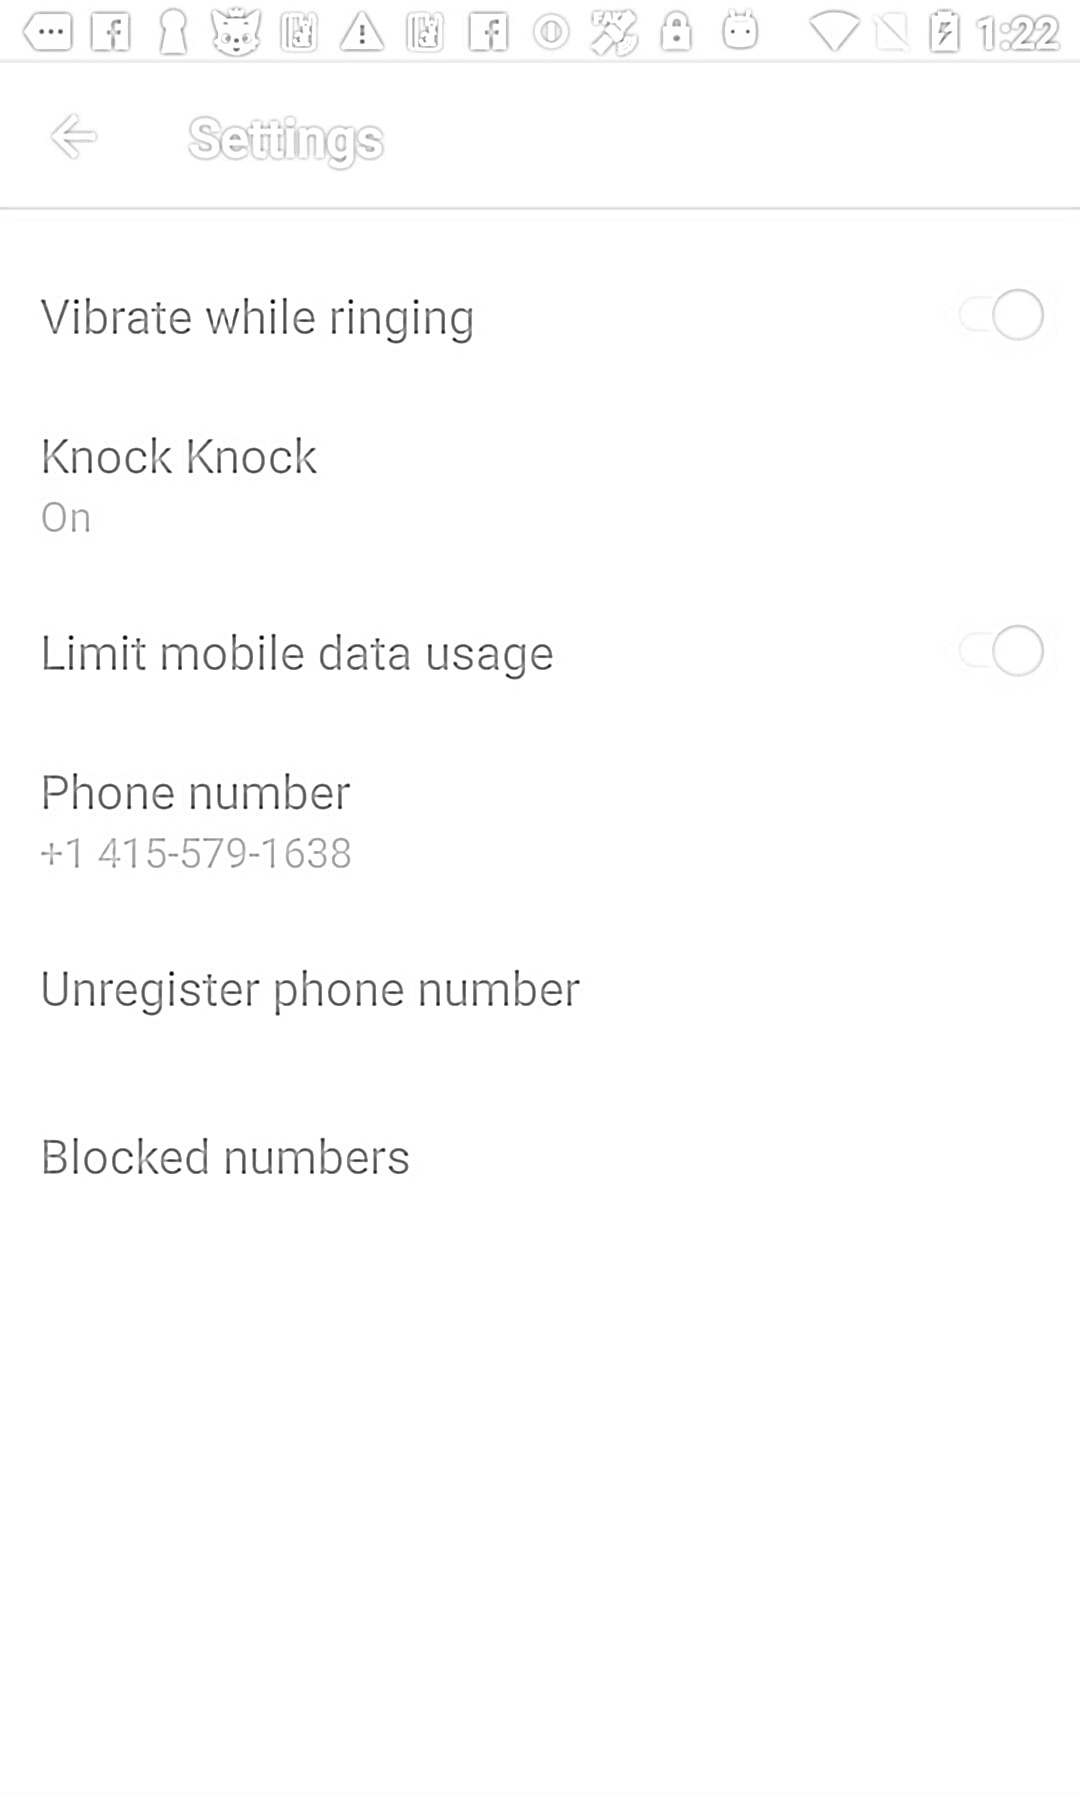 1:22
Settings
Vibrate while ringing
Knock Knock
On
Limit mobile data usage
Phone number
+1 415-579-1638
Unregister phone number
Blocked numbers